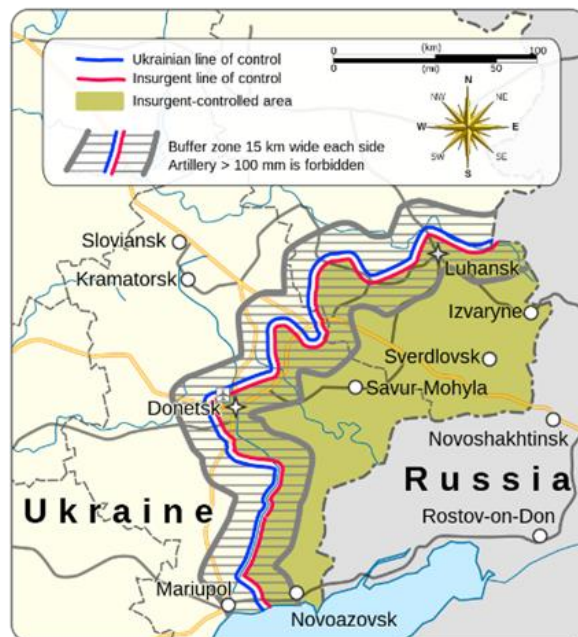 Ukrainian line of control
Insurgent line of control
Insurgent-controlled area
Buffer zone 15 km wide each side
Artillery > 100 mm is forbidden
0 (km) 100
0 (mi) 50
N
NW NE
W E
SW SE
S
Sloviansk
Kramatorsk
Luhansk
Izvaryne
Sverdlovsk
Savur-Mohyla
Donetsk
Novoshakhtinsk
Ukraine
Russia
Rostov-on-Don
Mariupol
Novoazovsk